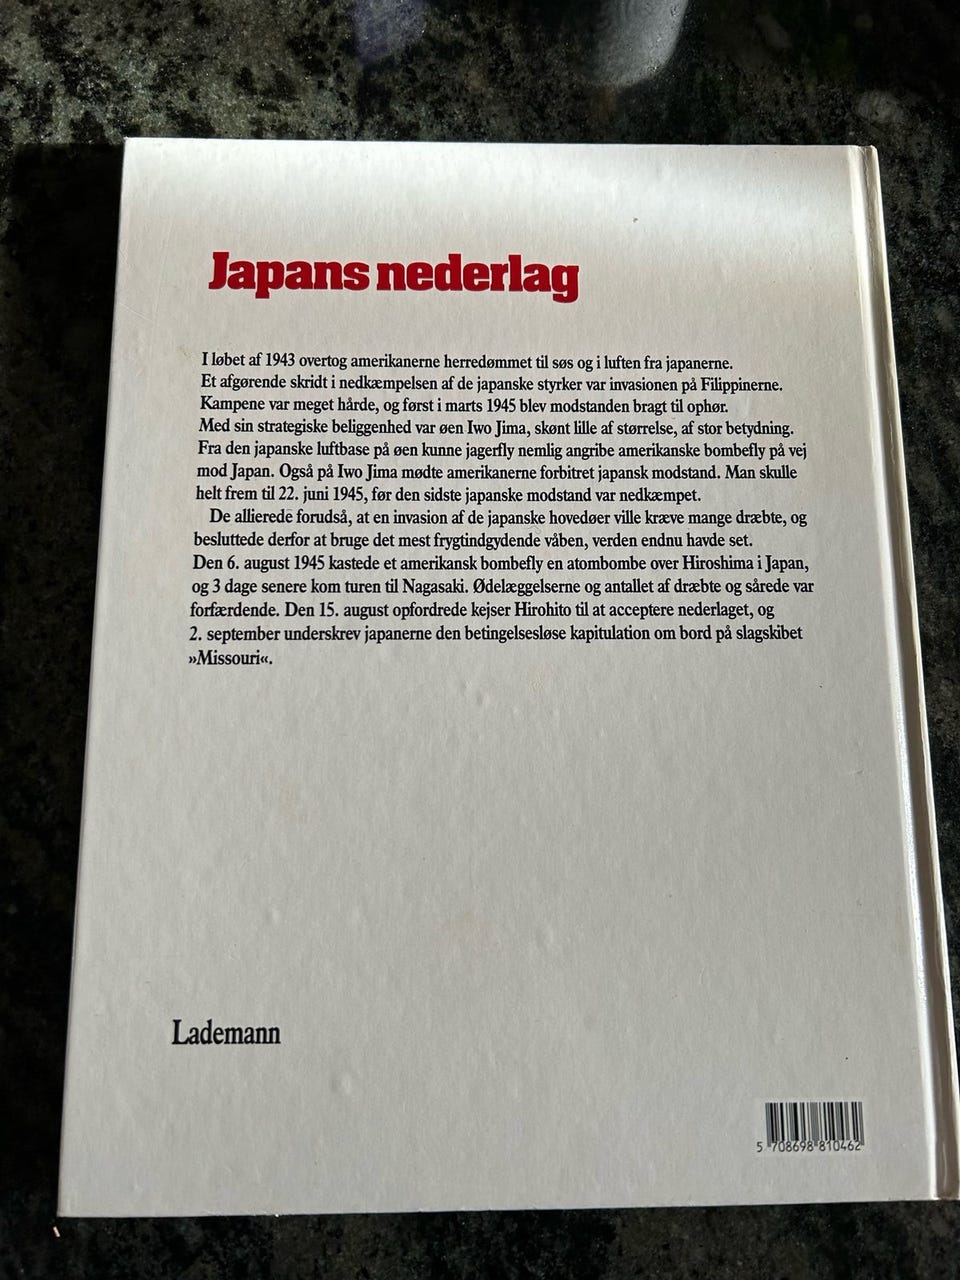 Japans nederlag
I løbet af 1943 overtog amerikanerne herredømmet til søs og i luften fra japanerne.
Et afgørende skridt i nedkæmpelsen af de japanske styrker var invasionen på Filippinerne.
Kampene var meget hårde, og først i marts 1945 blev modstanden bragt til ophør.
Med sin strategiske beliggenhed var øen Iwo Jima, skønt lille af størrelse, af stor betydning.
Fra den japanske luftbase på øen kunne jagerfly nemlig angribe amerikanske bombefly på vej
mod Japan. Også på Iwo Jima mødte amerikanerne forbitret japansk modstand. Man skulle
helt frem til 22. juni 1945, før den sidste japanske modstand var nedkæmpet.
De allierede forudså, at en invasion af de japanske hovedøer ville kræve mange dræbte, og
besluttede derfor at bruge det mest frygtindgydende våben, verden endnu havde set.
Den 6. august 1945 kastede et amerikansk bombefly en atombombe over Hiroshima i Japan,
og 3 dage senere kom turen til Nagasaki. Ødelæggelserne og antallet af dræbte og sårede var
forfærdende. Den 15. august opfordrede kejser Hirohito til at acceptere nederlaget, og
2. september underskrev japanerne den betingelsesløse kapitulation om bord på slagskibet
»Missouri«.
Lademann
5 708698 810462